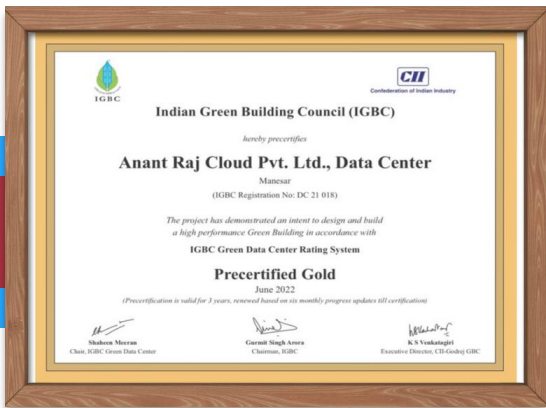 IGBC
CII
Confederation of Indian Industry
Indian Green Building Council (IGBC)
hereby precertifies
Anant Raj Cloud Pvt. Ltd., Data Center
Manesar
(IGBC Registration No: DC 21 018)
The project has demonstrated an intent to design and build
a high performance Green Building in accordance with
IGBC Green Data Center Rating System
Precertified Gold
June 2022
(Precertification is valid for 3 years, renewed based on six monthly progress updates till certification)
Shaheen Meeran
Chair, IGBC Green Data Center
Gurmit Singh Arora
Chairman, IGBC
K S Venkatagiri
Executive Director, CII-Godrej GBC